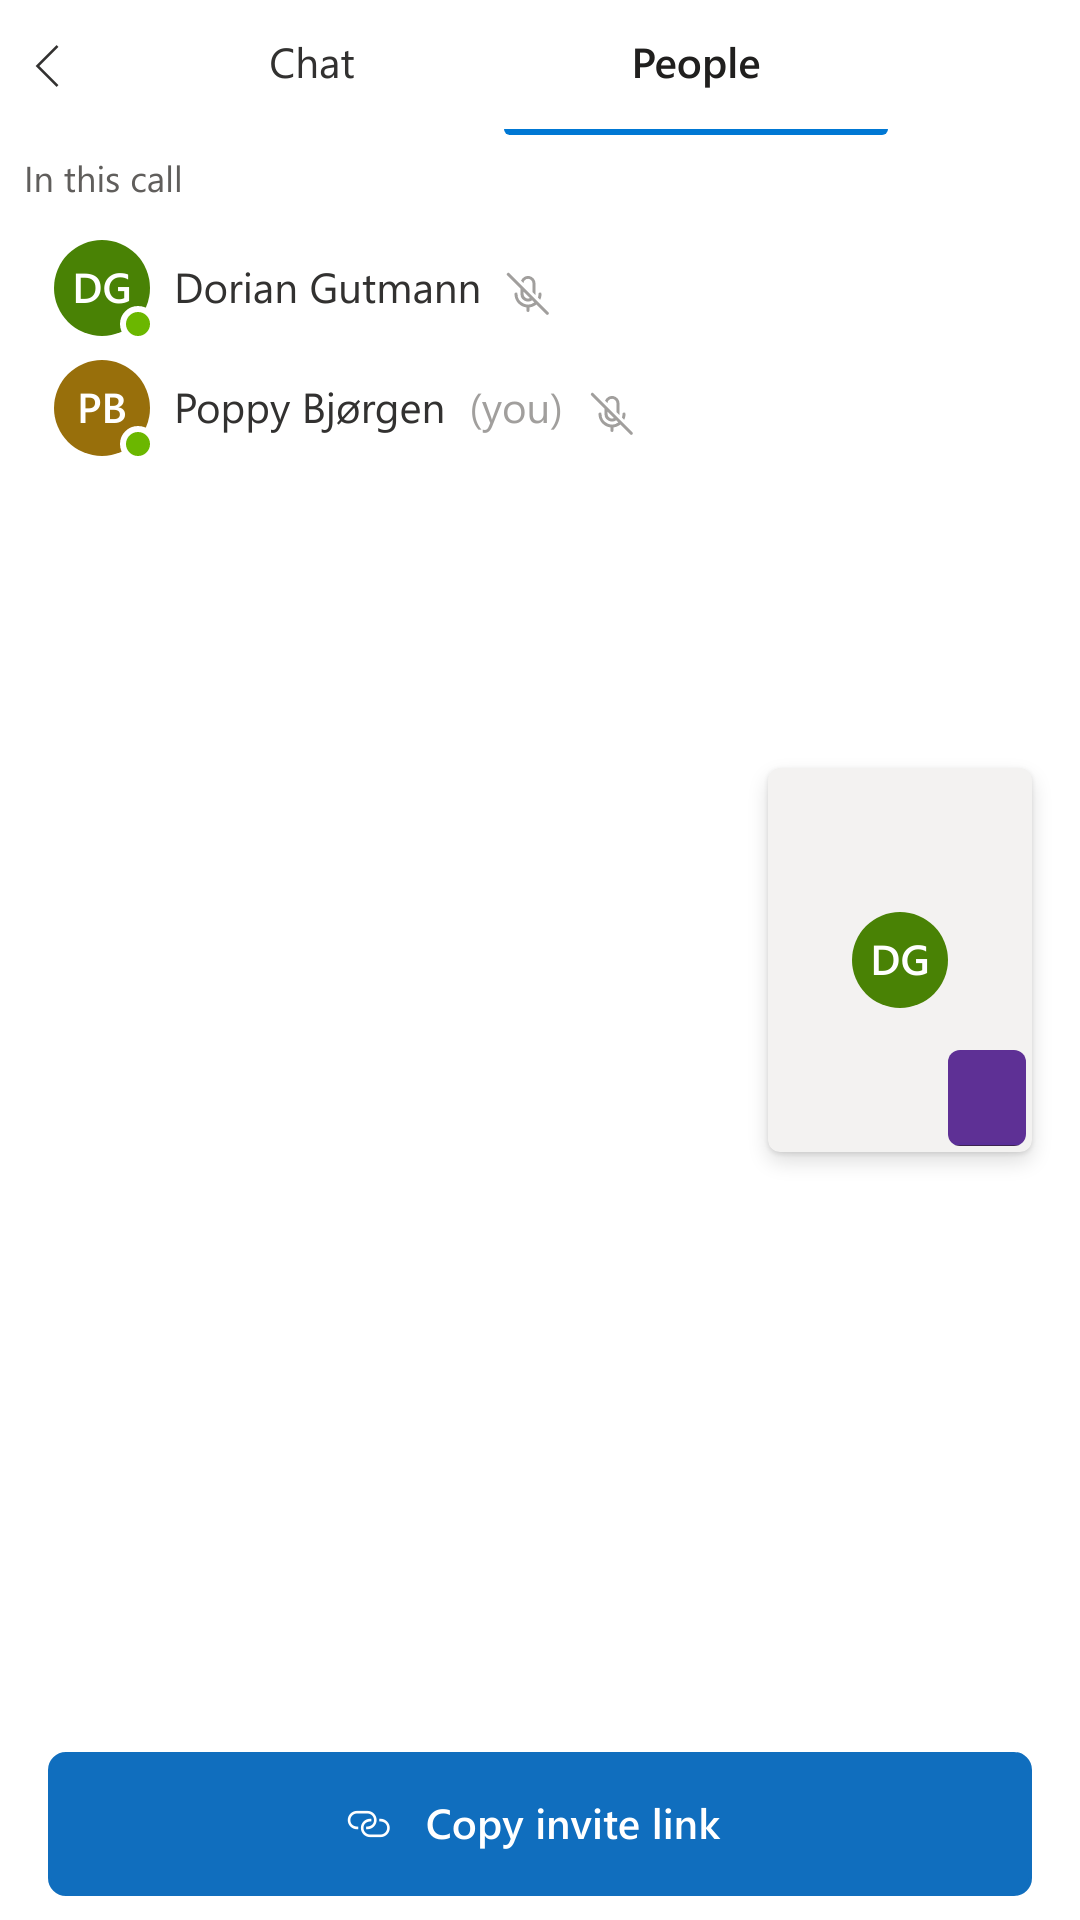 Chat People
In this call
DG Dorian Gutmann
PB Poppy Bjørgen (you)
DG
Copy invite link